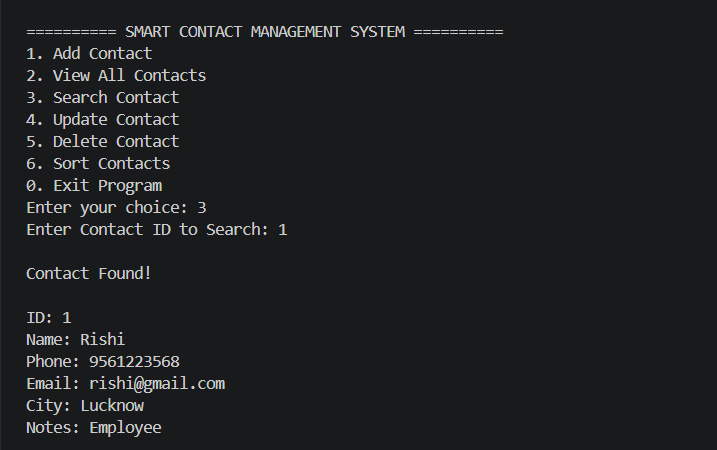 ========== SMART CONTACT MANAGEMENT SYSTEM ==========
1. Add Contact
2. View All Contacts
3. Search Contact
4. Update Contact
5. Delete Contact
6. Sort Contacts
0. Exit Program
Enter your choice: 3
Enter Contact ID to Search: 1
Contact Found!
ID: 1
Name: Rishi
Phone: 9561223568
Email: rishi@gmail.com
City: Lucknow
Notes: Employee